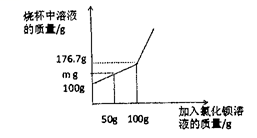 烧杯中溶液
的质量/g
176.7g
m g
100g
50g 100g
加入氯化钡溶
液的质量/g